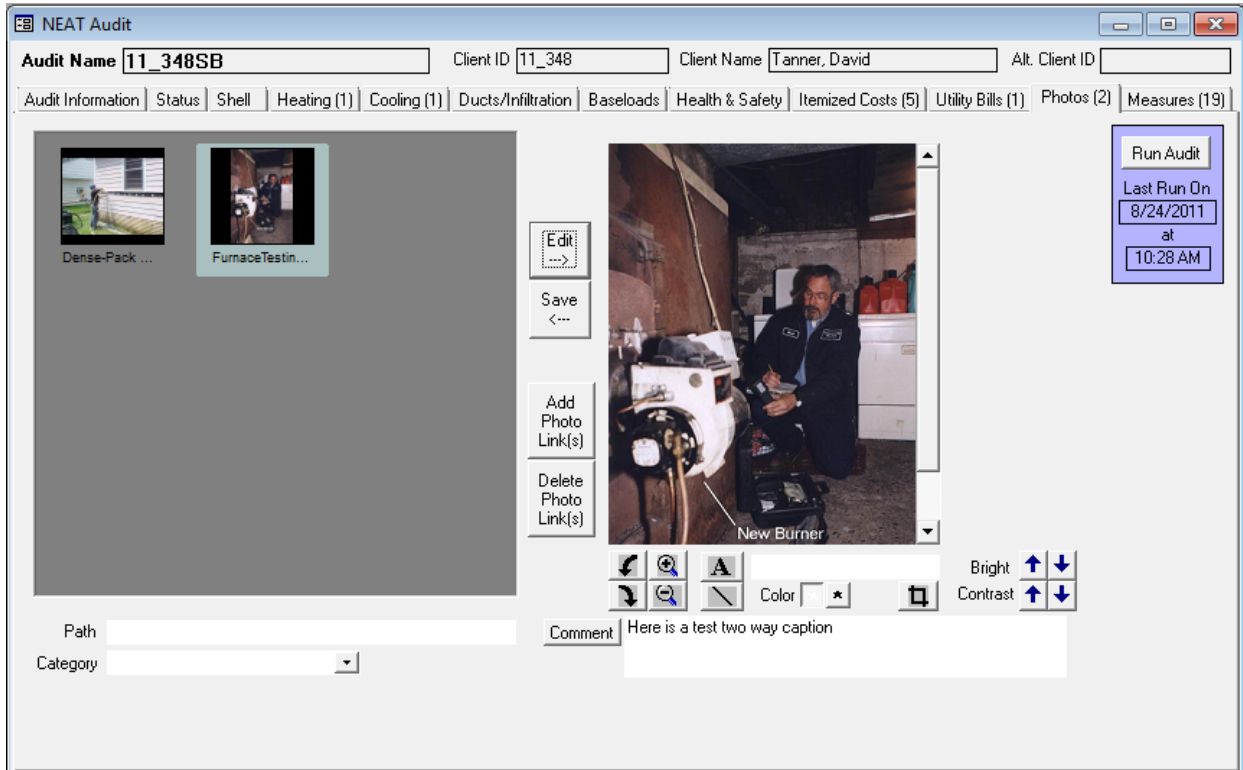 NEAT Audit
Audit Name 11_348SB Client ID 11_348 Client Name Tanner, David Alt. Client ID
Audit Information Status Shell Heating (1) Cooling (1) Ducts/Infiltration Baseloads Health & Safety Itemized Costs (5) Utility Bills (1) Photos (2) Measures (19)
Run Audit
Last Run On
8/24/2011
at
10:28 AM
Dense-Pack ... FurnaceTestin...
Edit
--->
Save
<---
Add
Photo
Link(s)
Delete
Photo
Link(s)
New Burner
A
Color
Bright
Contrast
Path
Category
Comment Here is a test two way caption